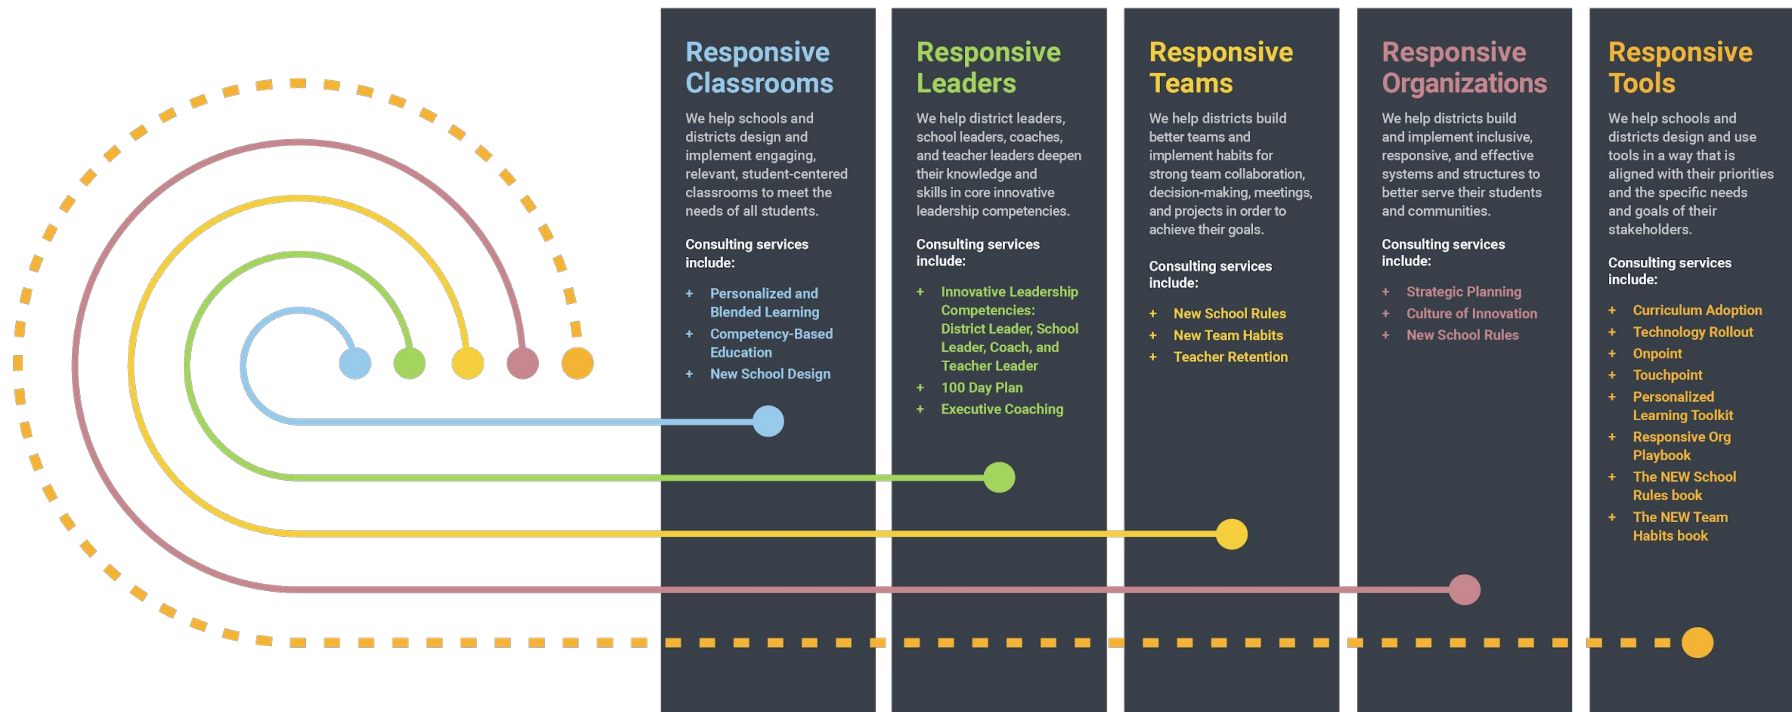 Responsive
Classrooms
We help schools and
districts design and
implement engaging,
relevant, student-centered
classrooms to meet the
needs of all students.
Consulting services
include:
+ Personalized and
Blended Learning
+ Competency-Based
Education
+ New School Design
Responsive
Leaders
We help district leaders,
school leaders, coaches,
and teacher leaders deepen
their knowledge and
skills in core innovative
leadership competencies.
Consulting services
include:
+ Innovative Leadership
Competencies:
District Leader, School
Leader, Coach, and
Teacher Leader
+ 100 Day Plan
+ Executive Coaching
Responsive
Teams
We help districts build
better teams and
implement habits for
strong team collaboration,
decision-making, meetings,
and projects in order to
achieve their goals.
Consulting services
include:
+ New School Rules
+ New Team Habits
+ Teacher Retention
Responsive
Organizations
We help districts build
and implement inclusive,
responsive, and effective
systems and structures to
better serve their students
and communities.
Consulting services
include:
+ Strategic Planning
+ Culture of Innovation
+ New School Rules
Responsive
Tools
We help schools and
districts design and use
tools in a way that is
aligned with their priorities
and the specific needs
and goals of their
stakeholders.
Consulting services
include:
+ Curriculum Adoption
+ Technology Rollout
+ Onpoint
+ Touchpoint
+ Personalized
Learning Toolkit
+ Responsive Org
Playbook
+ The NEW School
Rules book
+ The NEW Team
Habits book